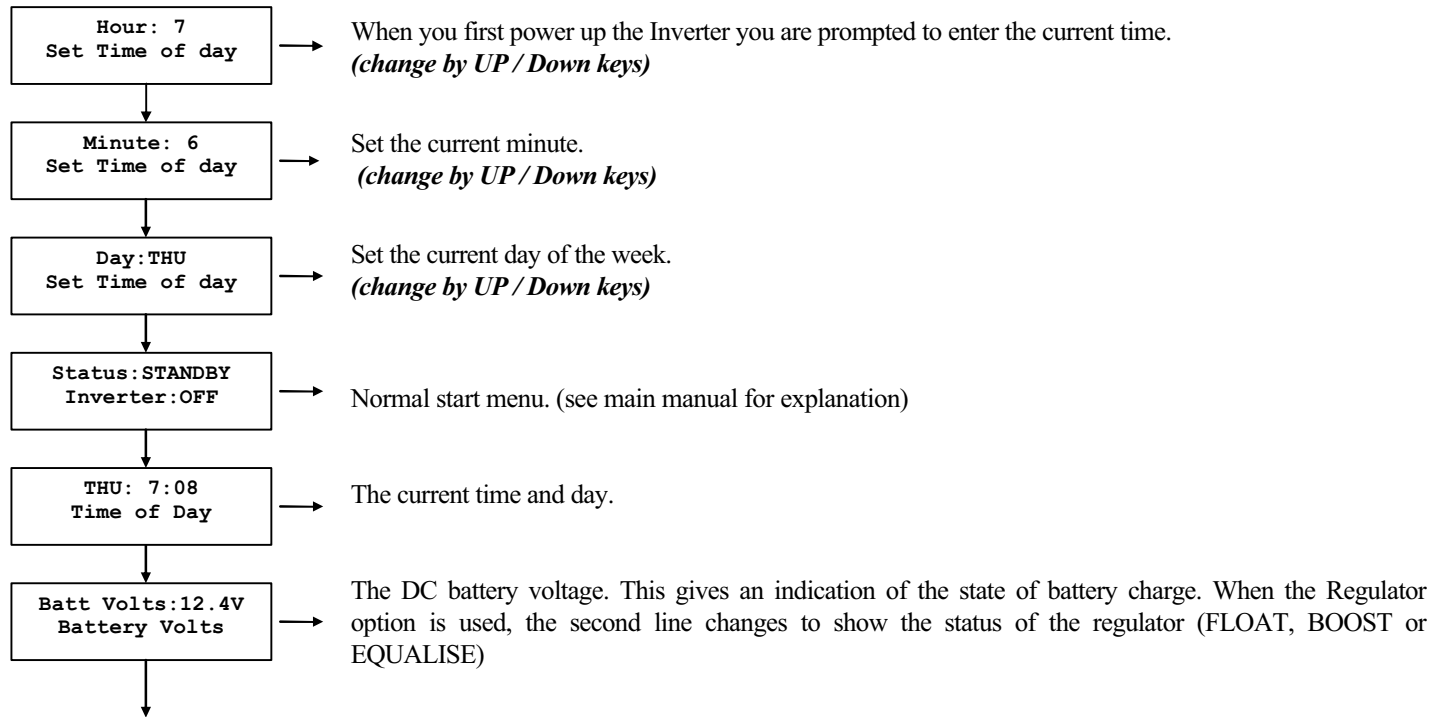 Hour: 7
Set Time of day
When you first power up the Inverter you are prompted to enter the current time.
(change by UP / Down keys)
Minute: 6
Set Time of day
Set the current minute.
(change by UP / Down keys)
Day:THU
Set Time of day
Set the current day of the week.
(change by UP / Down keys)
Status:STANDBY
Inverter:OFF
Normal start menu. (see main manual for explanation)
THU: 7:08
Time of Day
The current time and day.
Batt Volts:12.4V
Battery Volts
The DC battery voltage. This gives an indication of the state of battery charge. When the Regulator
option is used, the second line changes to show the status of the regulator (FLOAT, BOOST or
EQUALISE)